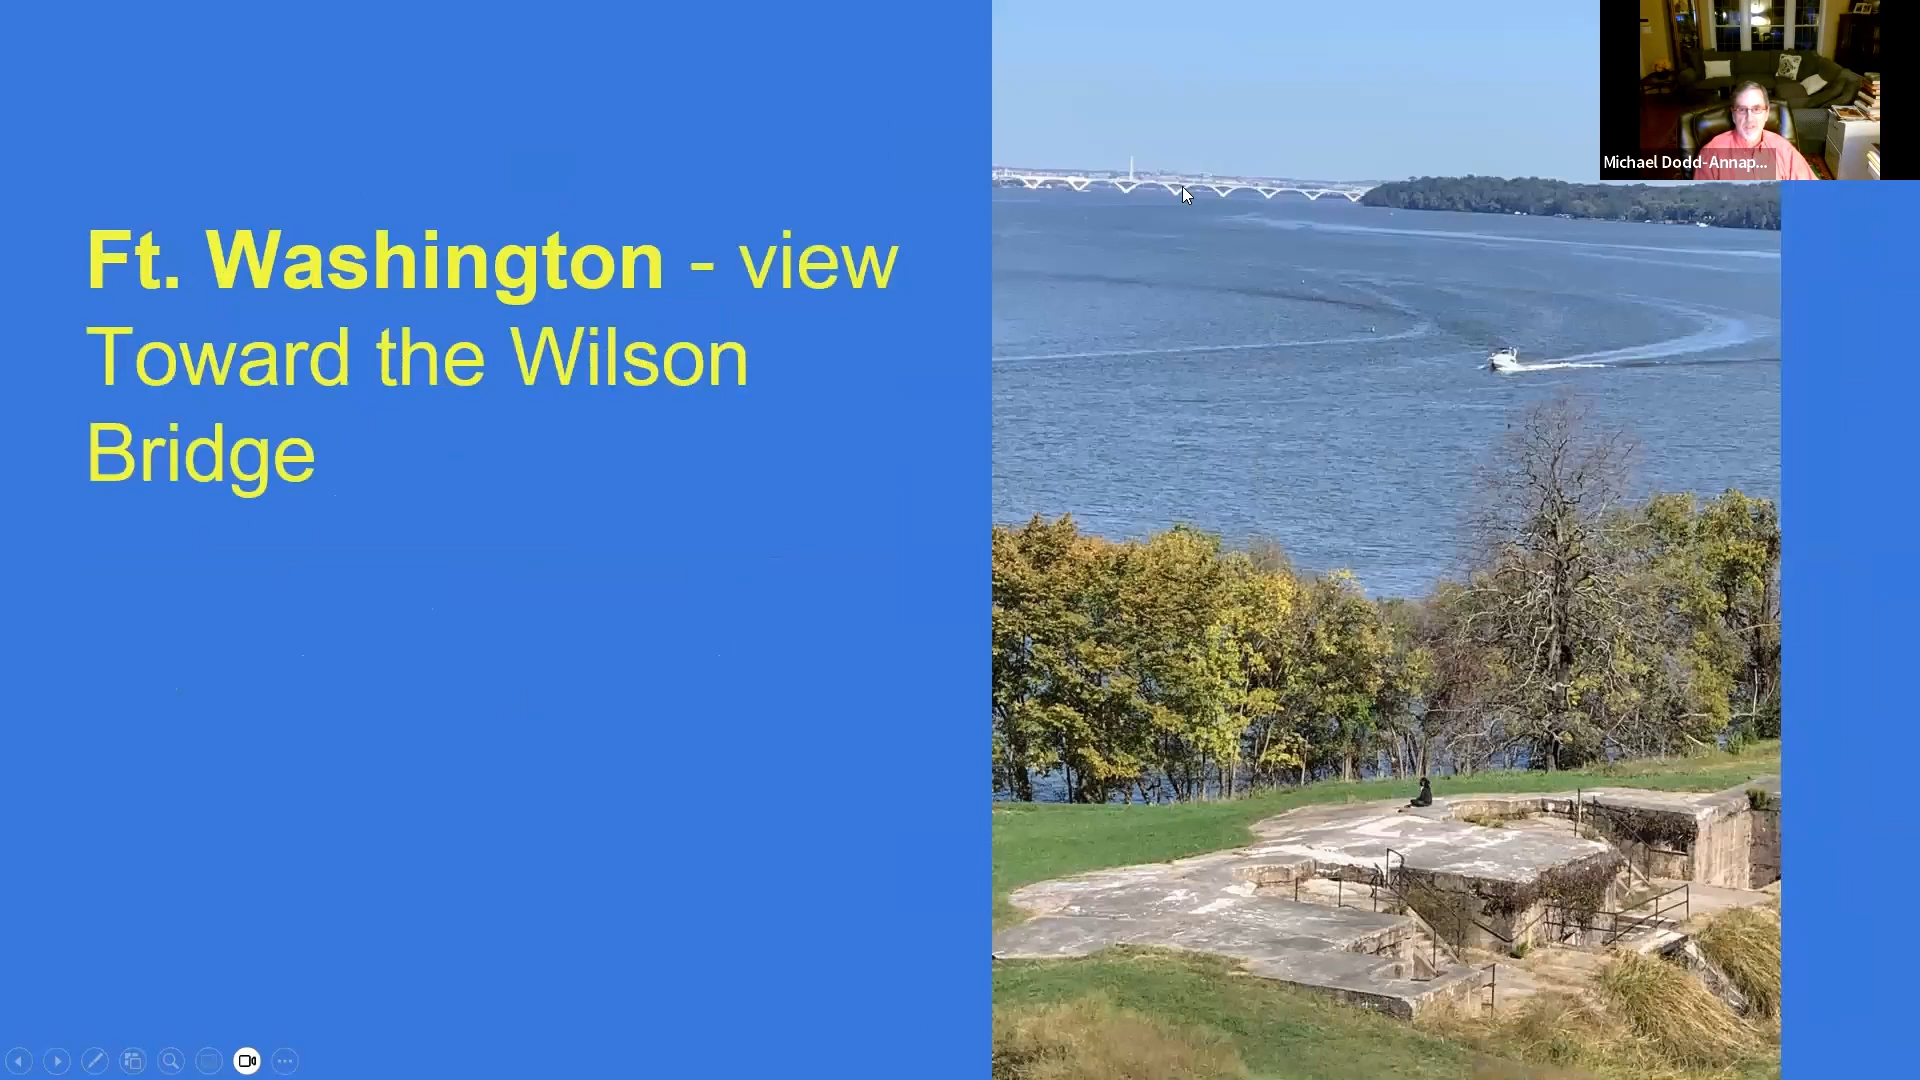 Ft. Washington - view
Toward the Wilson
Bridge
Michael Dodd-Annap...